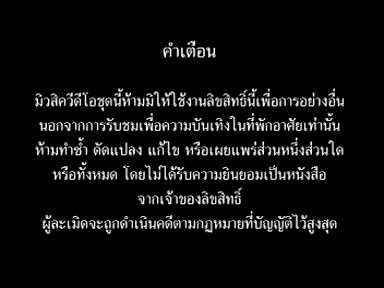 คำเตือน
มิวสิควีดีโอชุดนี้ห้ามมิให้ใช้งานลิขสิทธิ์นี้เพื่อการอย่างอื่น
นอกจากการรับชมเพื่อความบันเทิงในที่พักอาศัยเท่านั้น
ห้ามทำซ้ำ ดัดแปลง แก้ไข หรือเผยแพร่ส่วนหนึ่งส่วนใด
หรือทั้งหมด โดยไม่ได้รับความยินยอมเป็นหนังสือ
จากเจ้าของลิขสิทธิ์
ผู้ละเมิดจะถูกดำเนินคดีตามกฎหมายที่บัญญัติไว้สูงสุด